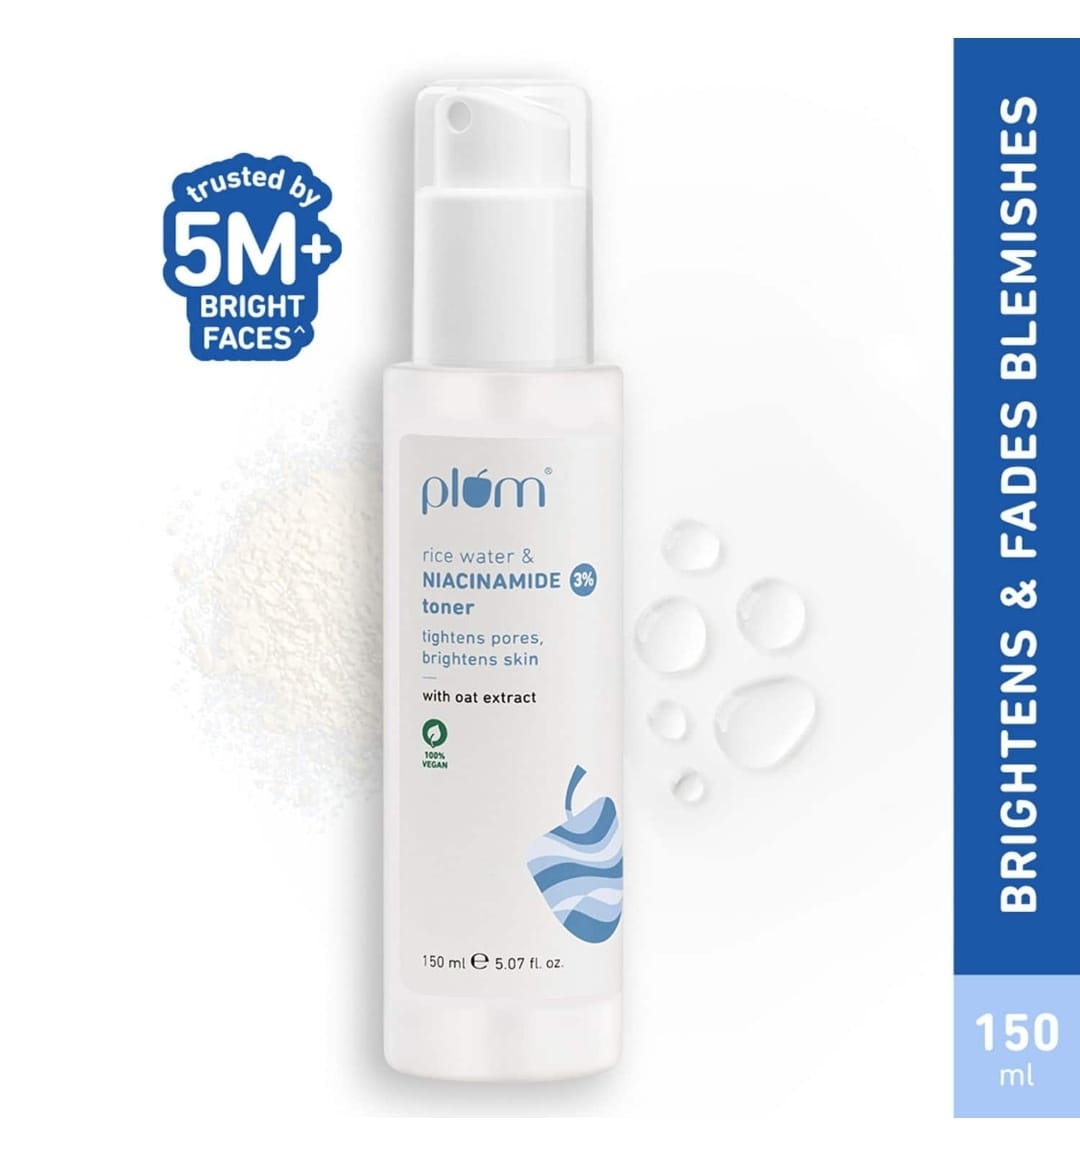 trusted by
5M+
BRIGHT
FACES^
plum®
rice water &
NIACINAMIDE 3%
toner
tightens pores,
brightens skin
with oat extract
100%
VEGAN
150 ml ℮ 5.07 fl. oz.
BRIGHTENS & FADES BLEMISHES
150
ml